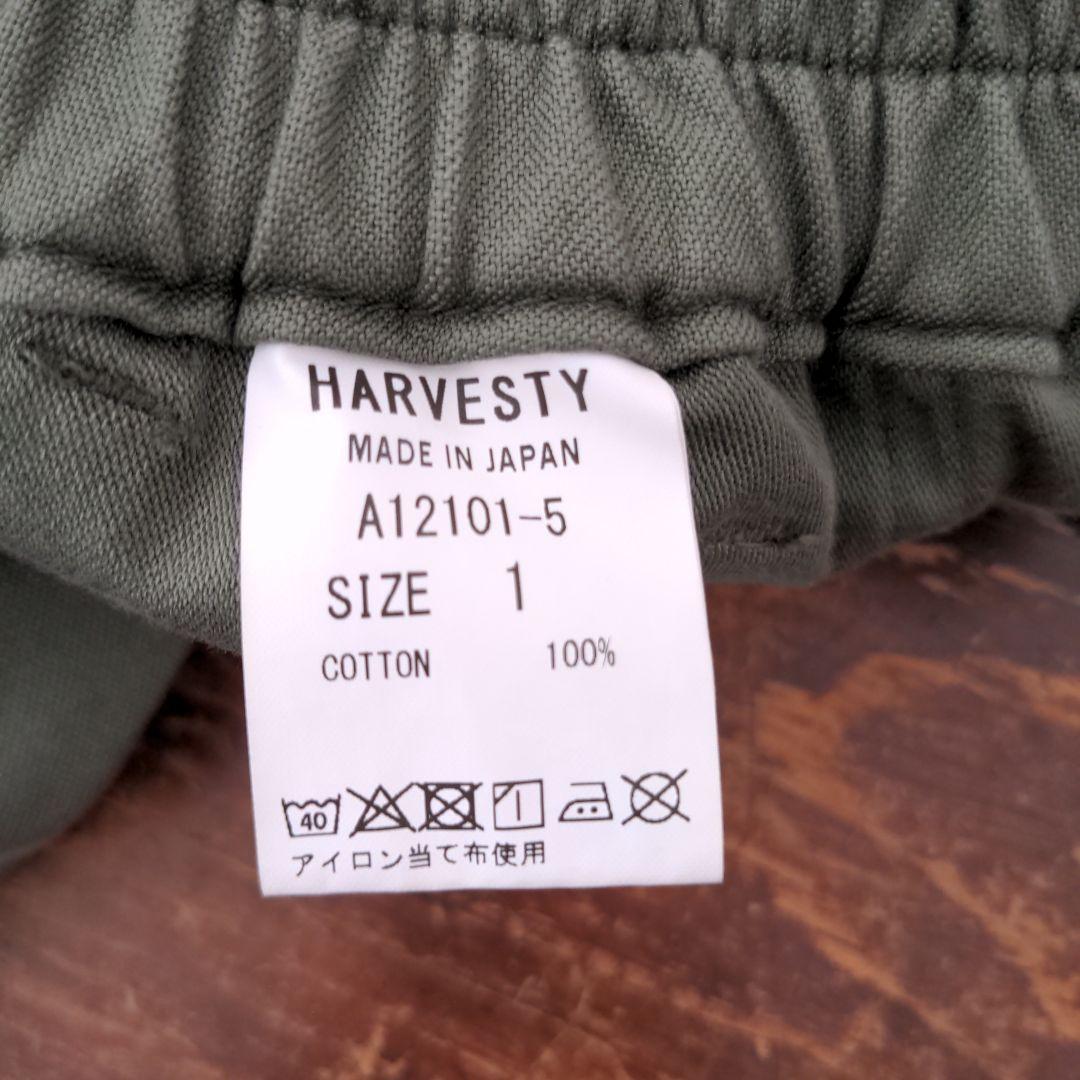 HARVESTY
MADE IN JAPAN
A12101-5
SIZE 1
COTTON 100%
40
アイロン当て布使用